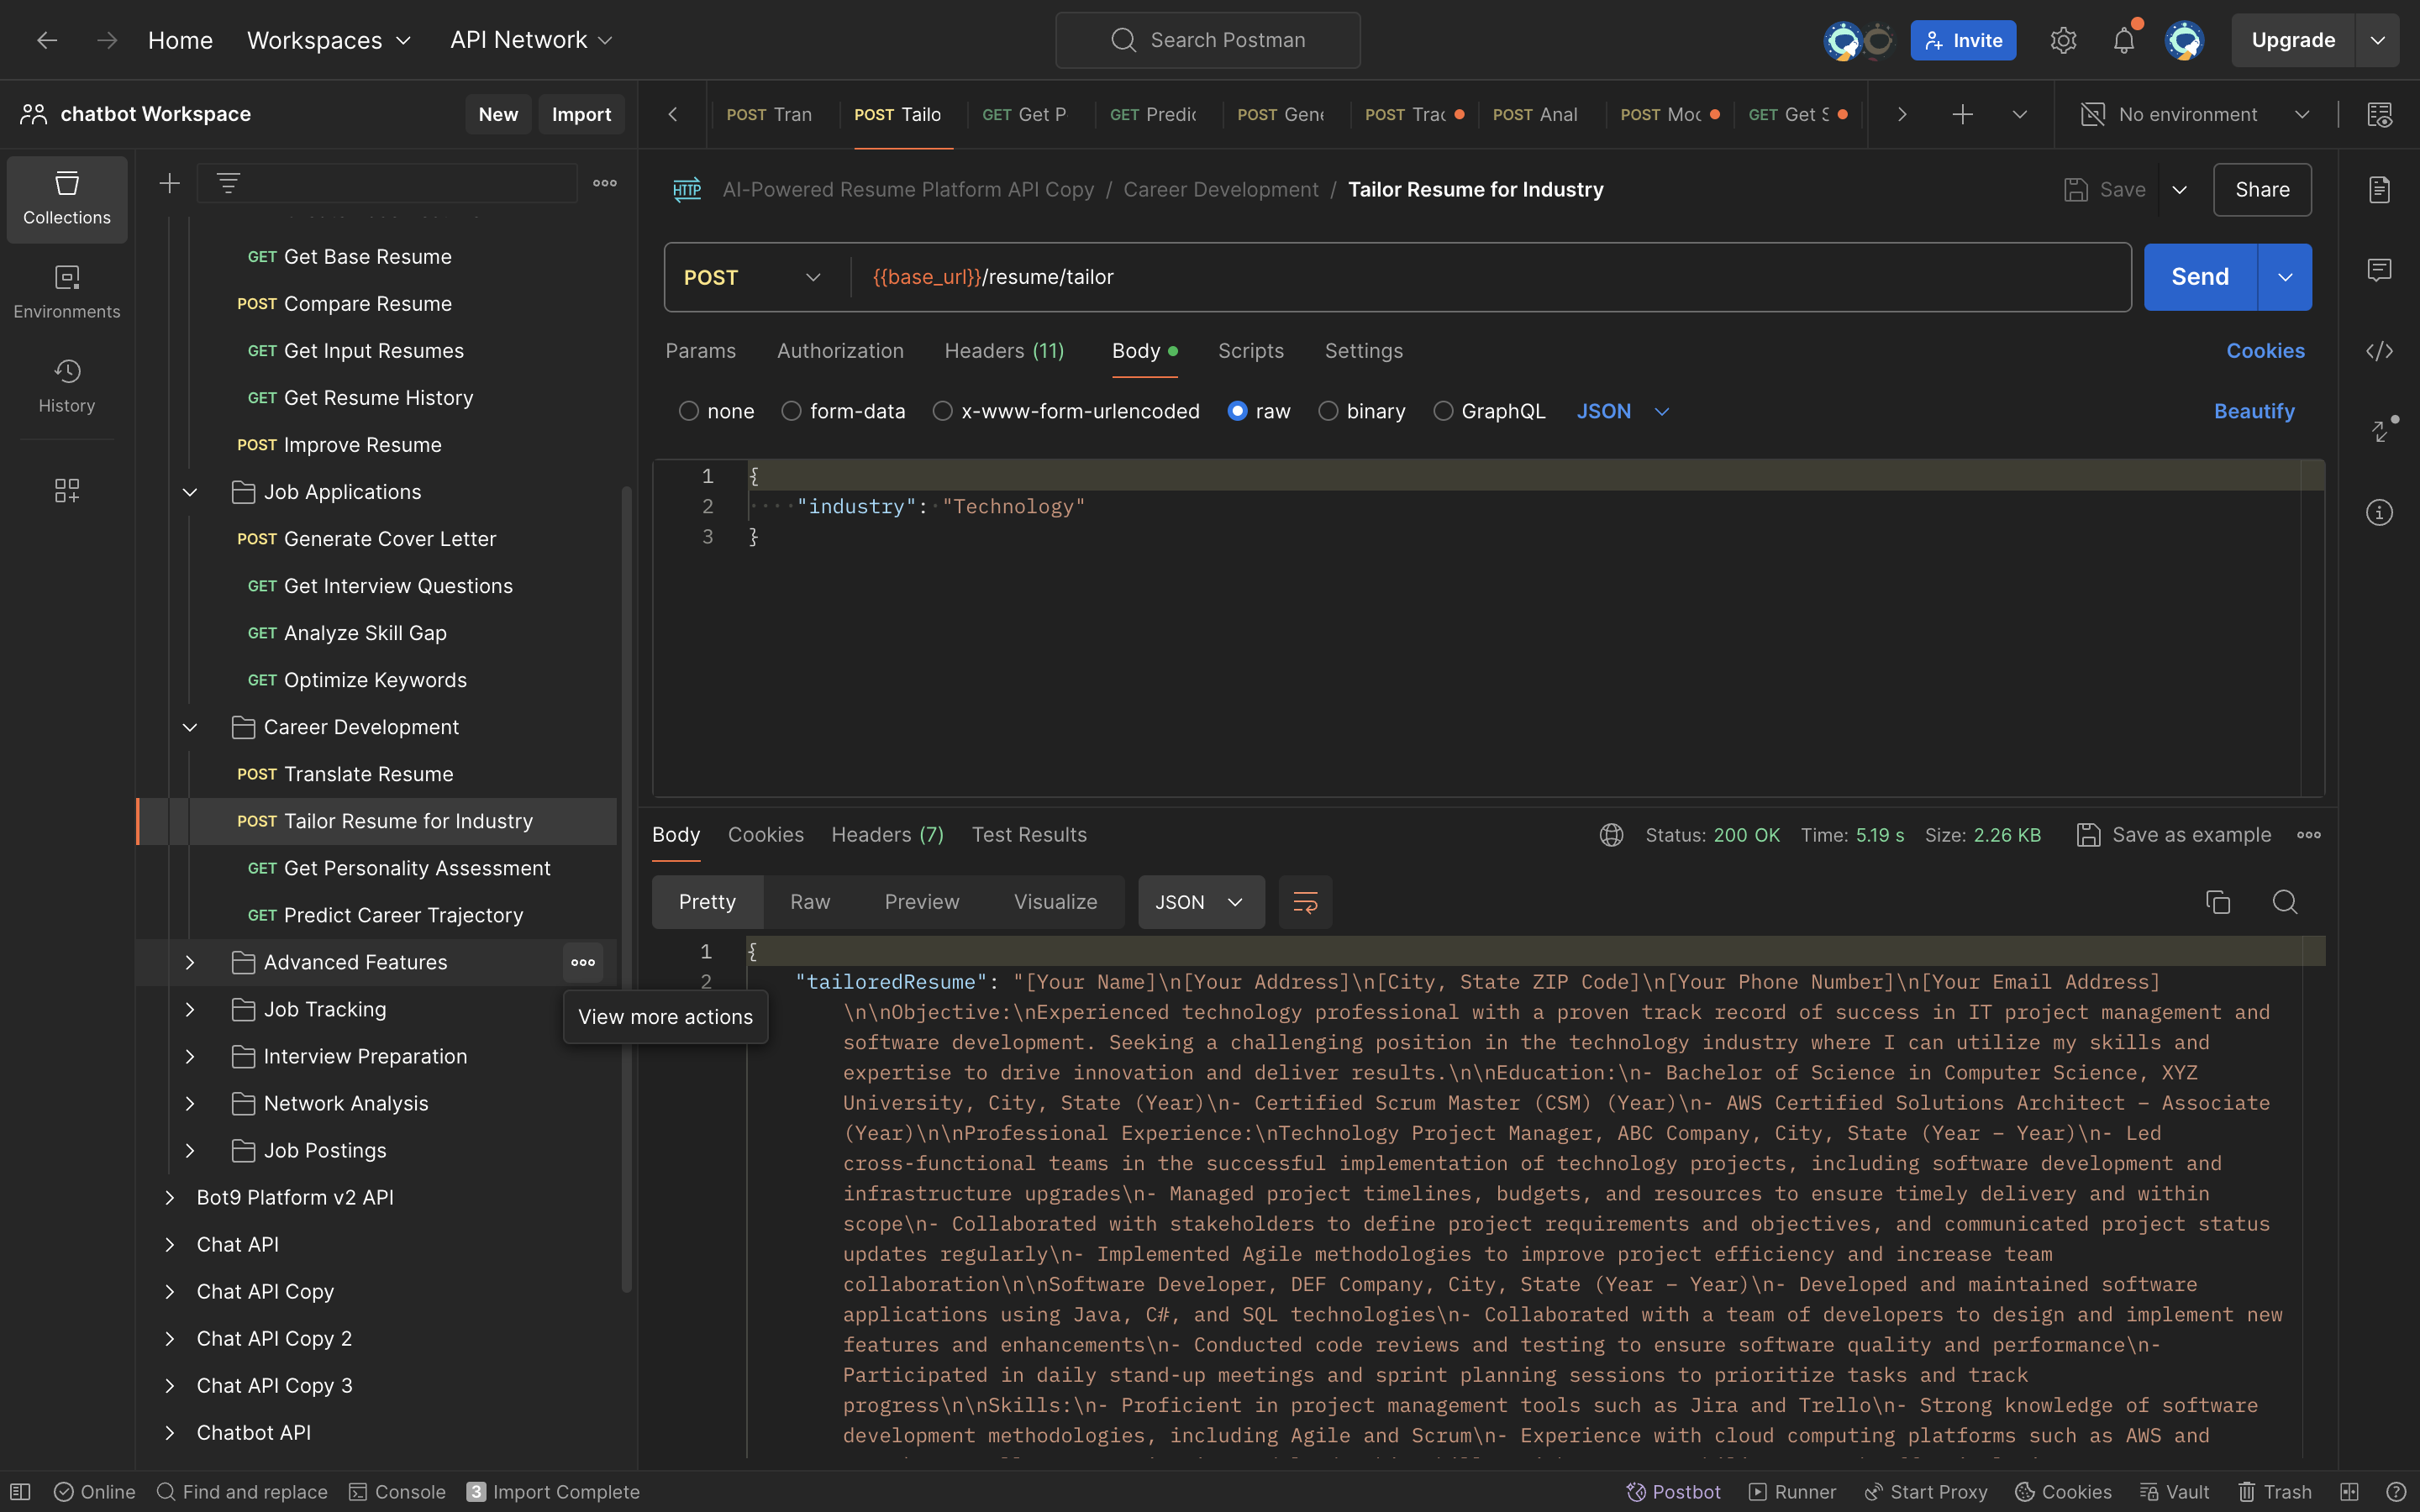 Home
Workspaces
API Network
Search Postman
Invite
Upgrade
chatbot Workspace
New
Import
POST Tran
POST Tailo
GET Get P
GET Predic
POST Gene
POST Trac
POST Anal
POST Moc
GET Get S
No environment
Collections
Environments
History
GET Get Base Resume
POST Compare Resume
GET Get Input Resumes
GET Get Resume History
POST Improve Resume
Job Applications
POST Generate Cover Letter
GET Get Interview Questions
GET Analyze Skill Gap
GET Optimize Keywords
Career Development
POST Translate Resume
POST Tailor Resume for Industry
GET Get Personality Assessment
GET Predict Career Trajectory
Advanced Features
View more actions
Job Tracking
Interview Preparation
Network Analysis
Job Postings
Bot9 Platform v2 API
Chat API
Chat API Copy
Chat API Copy 2
Chat API Copy 3
Chatbot API
HTTP AI-Powered Resume Platform API Copy / Career Development / Tailor Resume for Industry
Save
Share
POST {{base_url}}/resume/tailor
Send
Params Authorization Headers (11) Body Scripts Settings
Cookies
none form-data x-www-form-urlencoded raw binary GraphQL JSON
Beautify
1 {
2 "industry": "Technology"
3 }
Body Cookies Headers (7) Test Results
Status: 200 OK Time: 5.19 s Size: 2.26 KB
Save as example
Pretty Raw Preview Visualize JSON
1 {
2 "tailoredResume": "[Your Name]\n[Your Address]\n[City, State ZIP Code]\n[Your Phone Number]\n[Your Email Address]
\n\nObjective:\nExperienced technology professional with a proven track record of success in IT project management and
software development. Seeking a challenging position in the technology industry where I can utilize my skills and
expertise to drive innovation and deliver results.\n\nEducation:\n- Bachelor of Science in Computer Science, XYZ
University, City, State (Year)\n- Certified Scrum Master (CSM) (Year)\n- AWS Certified Solutions Architect – Associate
(Year)\n\nProfessional Experience:\nTechnology Project Manager, ABC Company, City, State (Year – Year)\n- Led
cross-functional teams in the successful implementation of technology projects, including software development and
infrastructure upgrades\n- Managed project timelines, budgets, and resources to ensure timely delivery and within
scope\n- Collaborated with stakeholders to define project requirements and objectives, and communicated project status
updates regularly\n- Implemented Agile methodologies to improve project efficiency and increase team
collaboration\n\nSoftware Developer, DEF Company, City, State (Year – Year)\n- Developed and maintained software
applications using Java, C#, and SQL technologies\n- Collaborated with a team of developers to design and implement new
features and enhancements\n- Conducted code reviews and testing to ensure software quality and performance\n-
Participated in daily stand-up meetings and sprint planning sessions to prioritize tasks and track
progress\n\nSkills:\n- Proficient in project management tools such as Jira and Trello\n- Strong knowledge of software
development methodologies, including Agile and Scrum\n- Experience with cloud computing platforms such as AWS and
Online
Find and replace
Console
3 Import Complete
Postbot
Runner
Start Proxy
Cookies
Vault
Trash